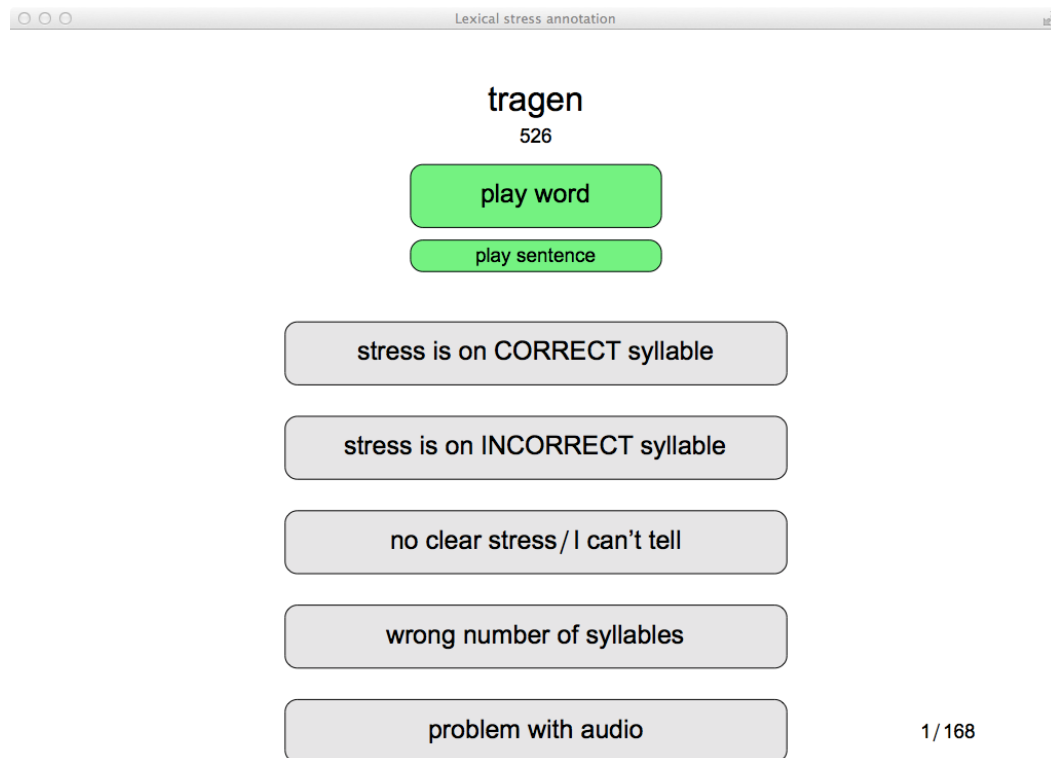 Lexical stress annotation
tragen
526
play word
play sentence
stress is on CORRECT syllable
stress is on INCORRECT syllable
no clear stress/I can't tell
wrong number of syllables
problem with audio
1/168